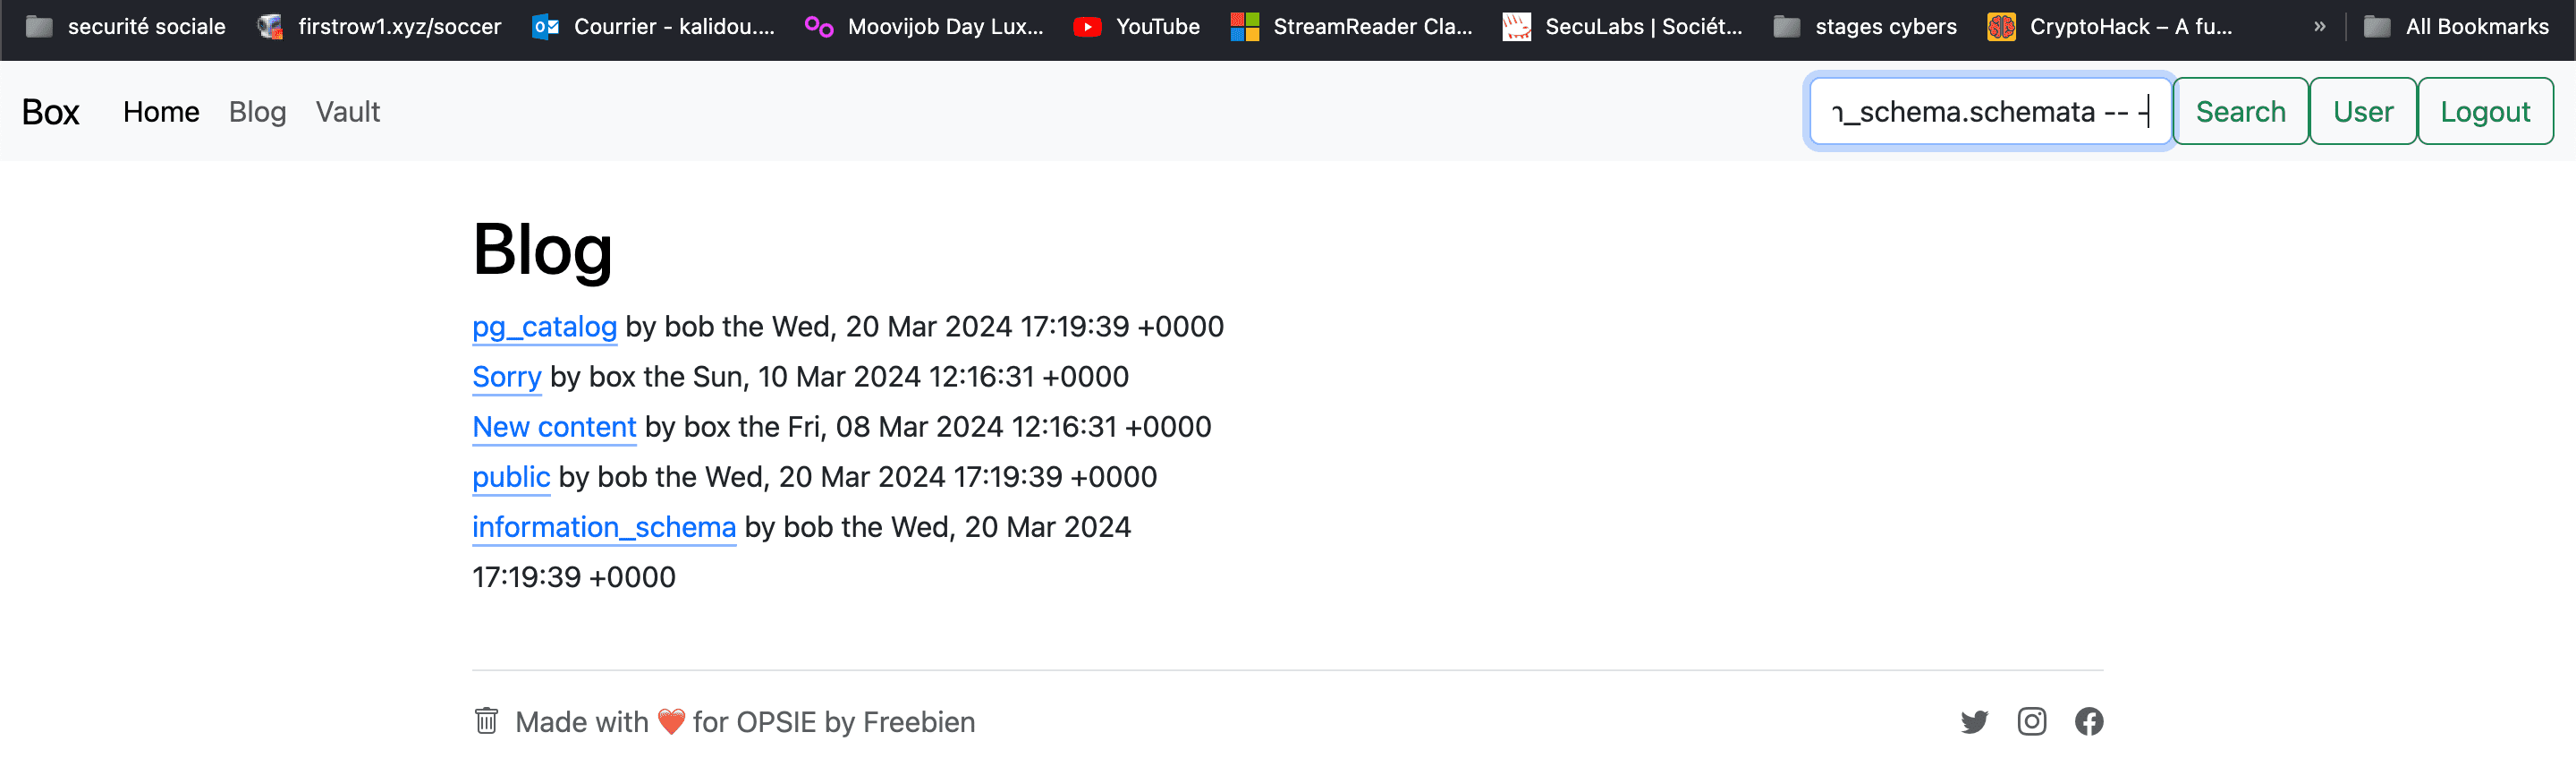 securité sociale firstrow1.xyz/soccer Courrier - kalidou.... Moovijob Day Lux... YouTube StreamReader Cla... SecuLabs | Sociét... stages cybers CryptoHack – A fu... » All Bookmarks
Box Home Blog Vault n_schema.schemata -- - Search User Logout
Blog
pg_catalog by bob the Wed, 20 Mar 2024 17:19:39 +0000
Sorry by box the Sun, 10 Mar 2024 12:16:31 +0000
New content by box the Fri, 08 Mar 2024 12:16:31 +0000
public by bob the Wed, 20 Mar 2024 17:19:39 +0000
information_schema by bob the Wed, 20 Mar 2024
17:19:39 +0000
Made with ❤️ for OPSIE by Freebien